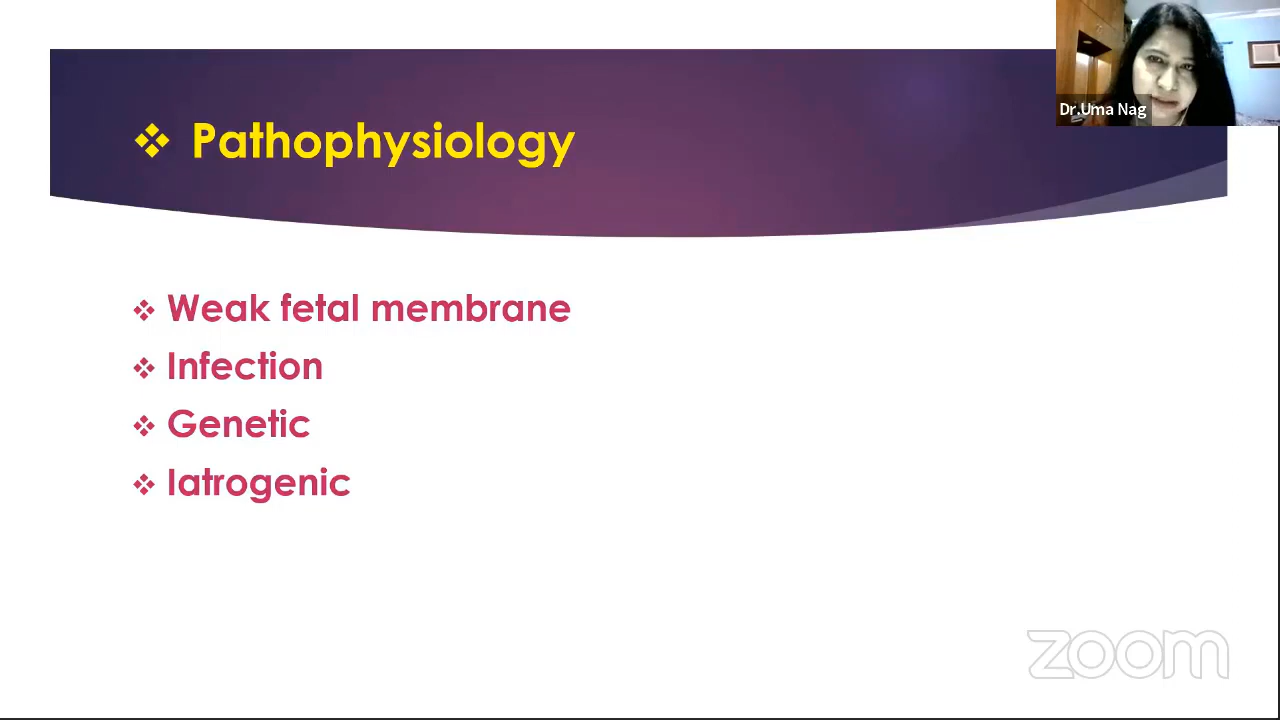 Dr.Uma Nag
Pathophysiology
Weak fetal membrane
Infection
Genetic
Iatrogenic
zoom